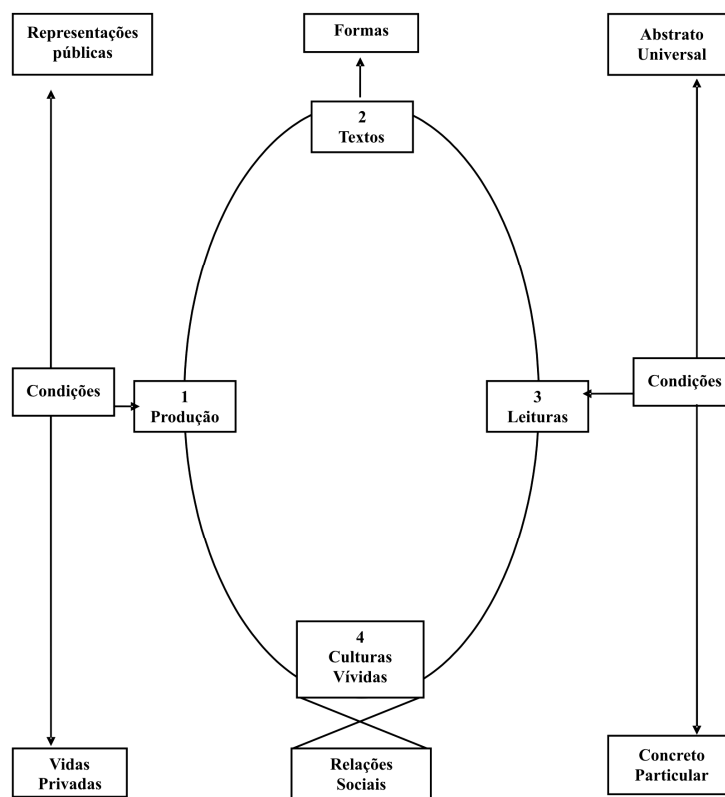 Representações
públicas
Formas
Abstrato
Universal
2
Textos
Condições
1
Produção
3
Leituras
Condições
4
Culturas
Vívidas
Vidas
Privadas
Relações
Sociais
Concreto
Particular